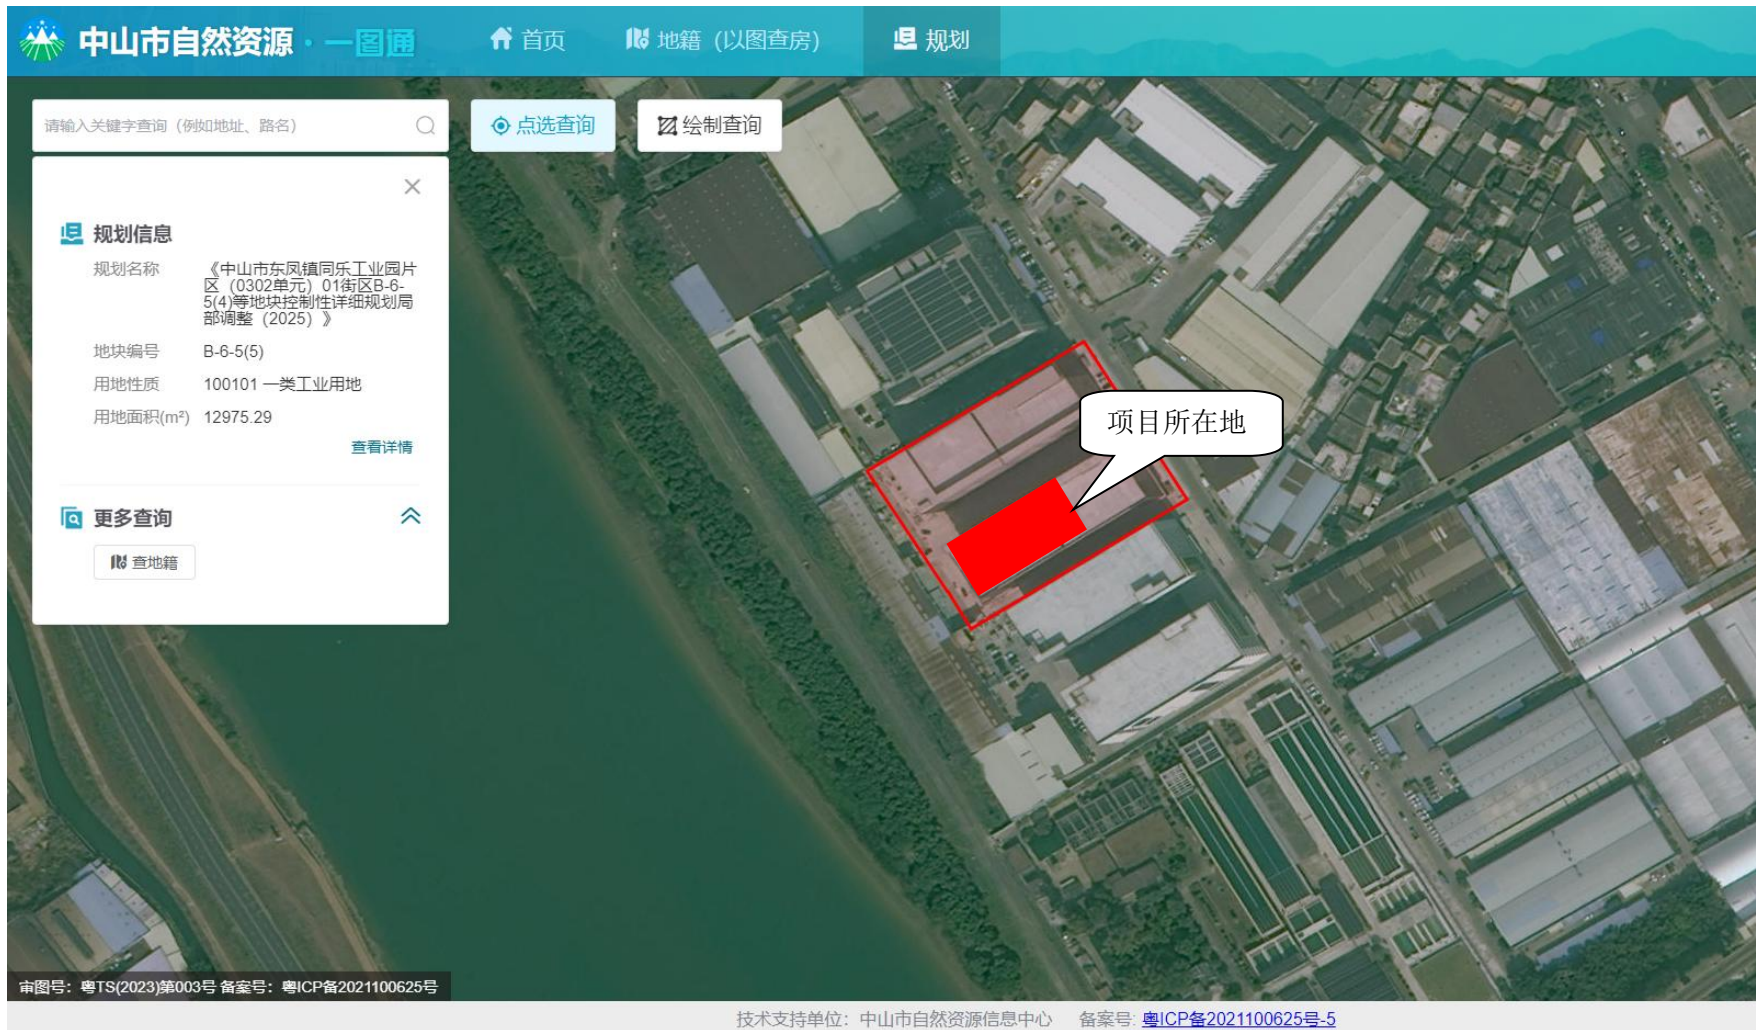 中山市自然资源·一图通
首页
地籍（以图查房）
规划
请输入关键字查询（例如地址、路名）
点选查询
绘制查询
规划信息
规划名称
《中山市东凤镇同乐工业园片
区（0302单元）01街区B-6-
5(4)等地块控制性详细规划局
部调整（2025）》
地块编号 B-6-5(5)
用地性质 100101 一类工业用地
用地面积(m²) 12975.29
查看详情
更多查询
查地籍
项目所在地
审图号：粤TS(2023)第003号 备案号：粤ICP备2021100625号
技术支持单位：中山市自然资源信息中心 备案号: 粤ICP备2021100625号-5